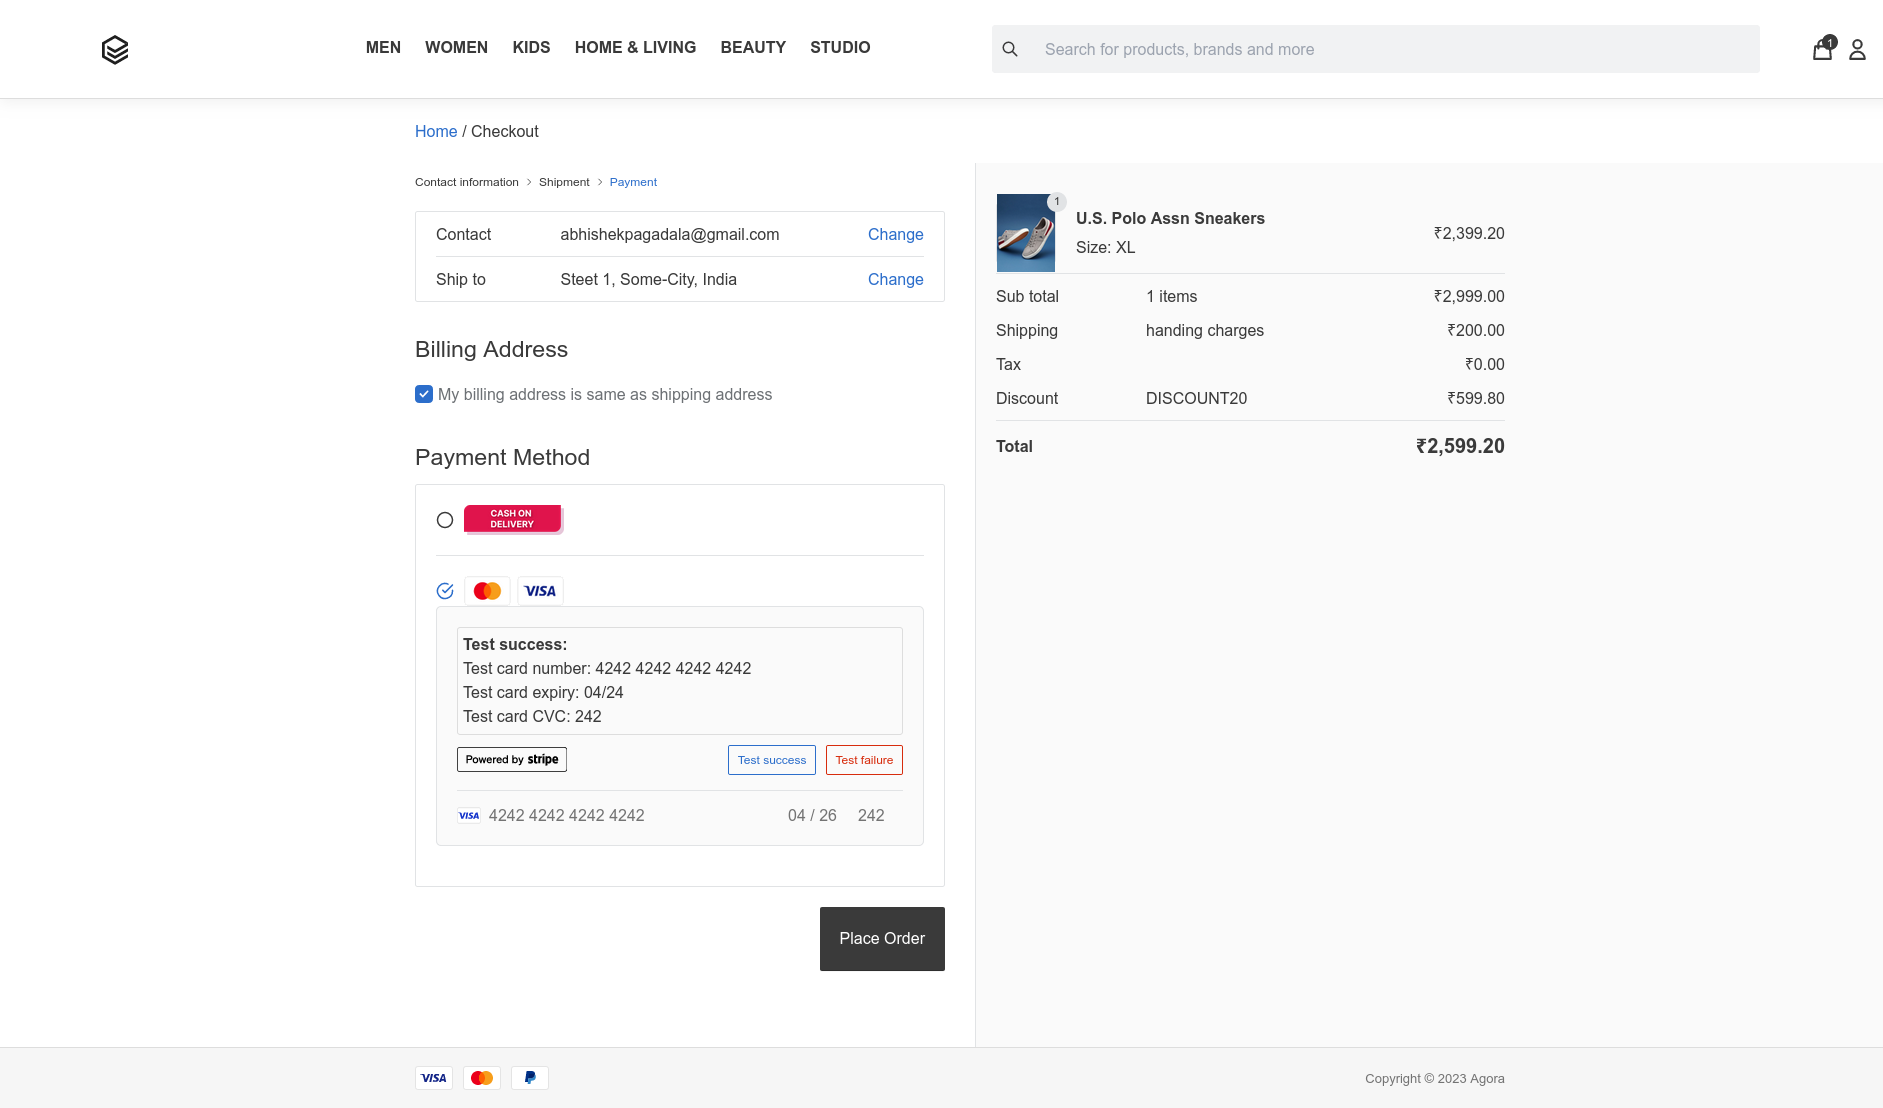 MEN WOMEN KIDS HOME & LIVING BEAUTY STUDIO
Search for products, brands and more
1
Home / Checkout
Contact information > Shipment > Payment
Contact abhishekpagadala@gmail.com Change
Ship to Steet 1, Some-City, India Change
Billing Address
My billing address is same as shipping address
Payment Method
CASH ON
DELIVERY
VISA
Test success:
Test card number: 4242 4242 4242 4242
Test card expiry: 04/24
Test card CVC: 242
Powered by stripe Test success Test failure
VISA 4242 4242 4242 4242 04 / 26 242
Place Order
1
U.S. Polo Assn Sneakers
Size: XL
₹2,399.20
Sub total 1 items ₹2,999.00
Shipping handing charges ₹200.00
Tax ₹0.00
Discount DISCOUNT20 ₹599.80
Total ₹2,599.20
VISA
Copyright © 2023 Agora